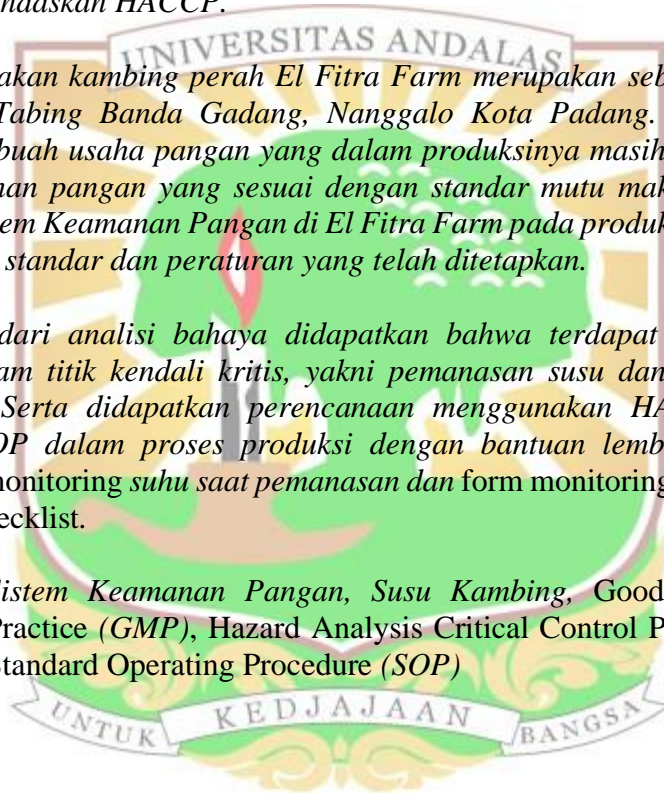 ndaskan HACCP.
UNIVERSITAS ANDALAS
akan kambing perah El Fitra Farm merupakan seb
Tabing Banda Gadang, Nanggalo Kota Padang.
buah usaha pangan yang dalam produksinya masih
nan pangan yang sesuai dengan standar mutu mak
em Keamanan Pangan di El Fitra Farm pada produk
standar dan peraturan yang telah ditetapkan.
dari analisi bahaya didapatkan bahwa terdapat
am titik kendali kritis, yakni pemanasan susu dan
Serta didapatkan perencanaan menggunakan HA
OP dalam proses produksi dengan bantuan lemb
monitoring suhu saat pemanasan dan form monitoring
ecklist.
istem Keamanan Pangan, Susu Kambing, Good
Practice (GMP), Hazard Analysis Critical Control P
Standard Operating Procedure (SOP)
UNTUK KEDJAJAAN BANGSA